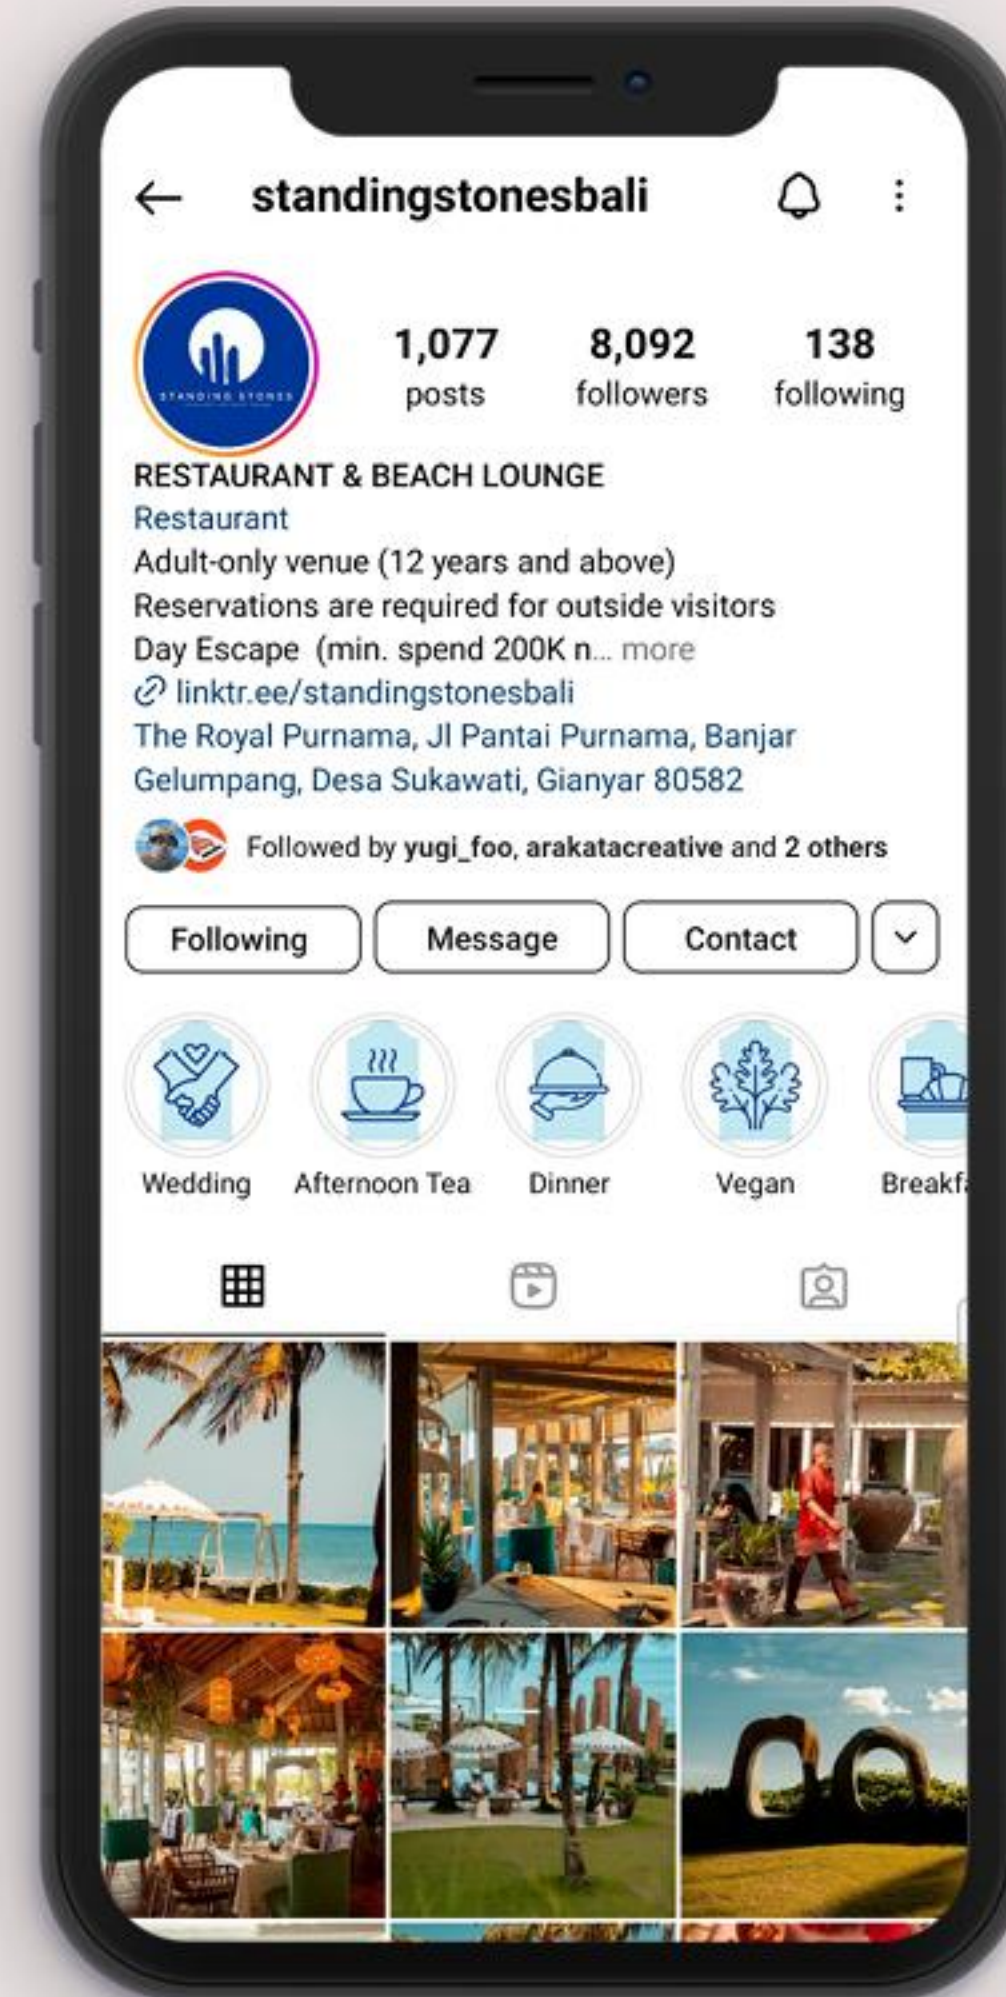 standingstonesbali
STANDING STONES
1,077
posts
8,092
followers
138
following
RESTAURANT & BEACH LOUNGE
Restaurant
Adult-only venue (12 years and above)
Reservations are required for outside visitors
Day Escape (min. spend 200K n... more
linktr.ee/standingstonesbali
The Royal Purnama, Jl Pantai Purnama, Banjar
Gelumpang, Desa Sukawati, Gianyar 80582
Followed by yugi_foo, arakatacreative and 2 others
Following
Message
Contact
Wedding
Afternoon Tea
Dinner
Vegan
Breakfa